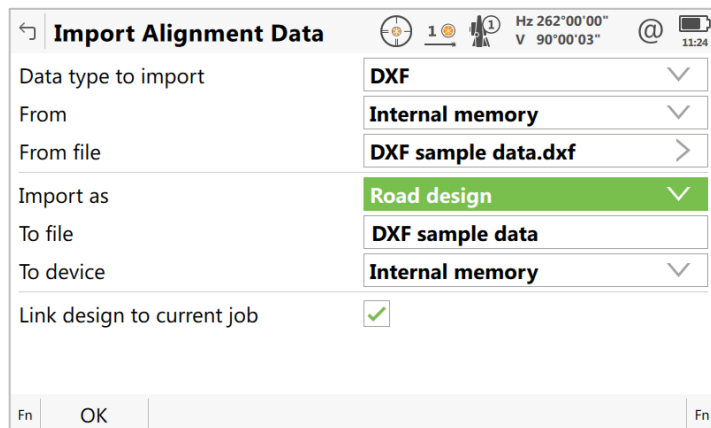 Import Alignment Data
1
1
Hz 262°00'00"
V 90°00'03"
@
11:24
Data type to import DXF
From Internal memory
From file DXF sample data.dxf
Import as Road design
To file DXF sample data
To device Internal memory
Link design to current job
Fn OK Fn